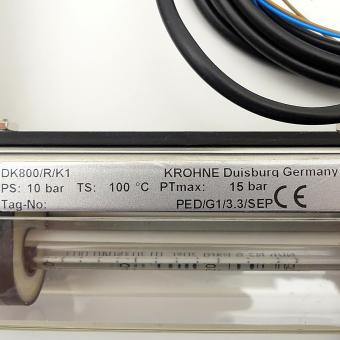 DK800/R/K1 KROHNE Duisburg Germany
PS: 10 bar TS: 100 °C PTmax: 15 bar
Tag-No: PED/G1/3.3/SEP CE